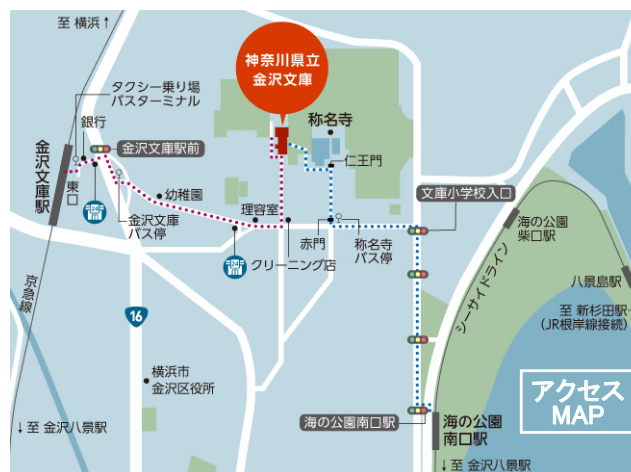 至 横浜↑
タクシー乗り場
バスターミナル
銀行
金沢文庫駅前
金沢文庫駅
東口
24
幼稚園
金沢文庫
バス停
神奈川県立
金沢文庫
称名寺
仁王門
理容室
24
クリーニング店
赤門
称名寺
バス停
文庫小学校入口
海の公園
柴口駅
シーサイドライン
八景島駅
至 新杉田駅
(JR根岸線接続)
京急線
16
横浜市
金沢区役所
↓至 金沢八景駅
海の公園南口駅
海の公園
南口駅
↓至 金沢八景駅
アクセス
MAP